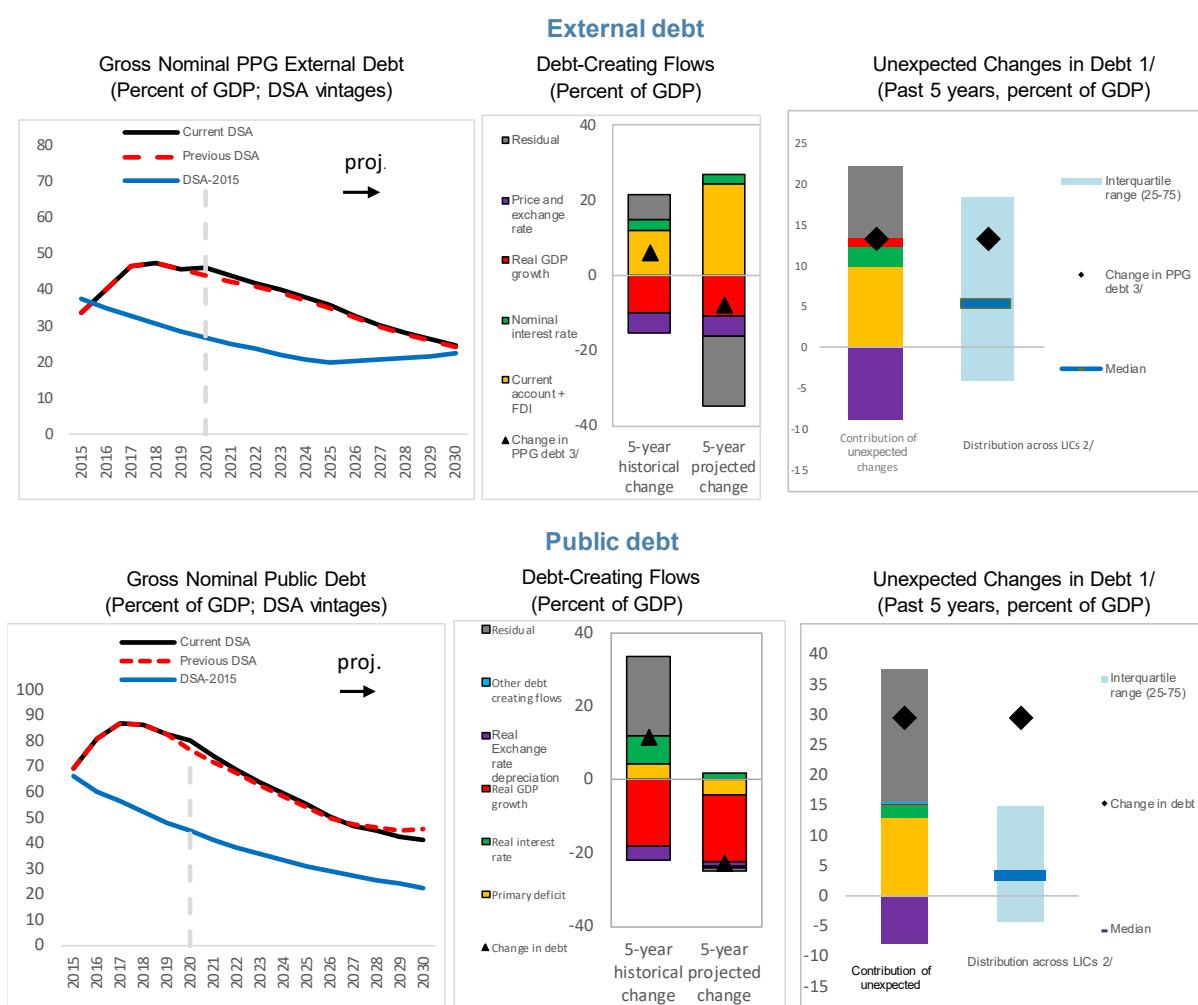 External debt
Gross Nominal PPG External Debt
(Percent of GDP; DSA vintages)
Current DSA
Previous DSA
DSA-2015
proj.
80
70
60
50
40
30
20
10
0
2015
2016
2017
2018
2019
2020
2021
2022
2023
2024
2025
2026
2027
2028
2029
2030
Debt-Creating Flows
(Percent of GDP)
Residual
Price and
exchange
rate
Real GDP
growth
Nominal
interest rate
Current
account +
FDI
Change in
PPG debt 3/
40
20
0
-20
-40
5-year
historical
change
5-year
projected
change
Unexpected Changes in Debt 1/
(Past 5 years, percent of GDP)
25
20
15
10
5
0
-5
-10
-15
Interquartile
range (25-75)
Change in PPG
debt 3/
Median
Contribution of
unexpected
changes
Distribution across LICs 2/
Public debt
Gross Nominal Public Debt
(Percent of GDP; DSA vintages)
Current DSA
Previous DSA
DSA-2015
proj.
100
90
80
70
60
50
40
30
20
10
0
2015
2016
2017
2018
2019
2020
2021
2022
2023
2024
2025
2026
2027
2028
2029
2030
Debt-Creating Flows
(Percent of GDP)
Residual
Other debt
creating flows
Real
Exchange
rate
depreciation
Real GDP
growth
Real interest
rate
Primary deficit
Change in debt
40
20
0
-20
-40
5-year
historical
change
5-year
projected
change
Unexpected Changes in Debt 1/
(Past 5 years, percent of GDP)
40
35
30
25
20
15
10
5
0
-5
-10
-15
Interquartile
range (25-75)
Change in debt
Median
Contribution of
unexpected
Distribution across LICs 2/